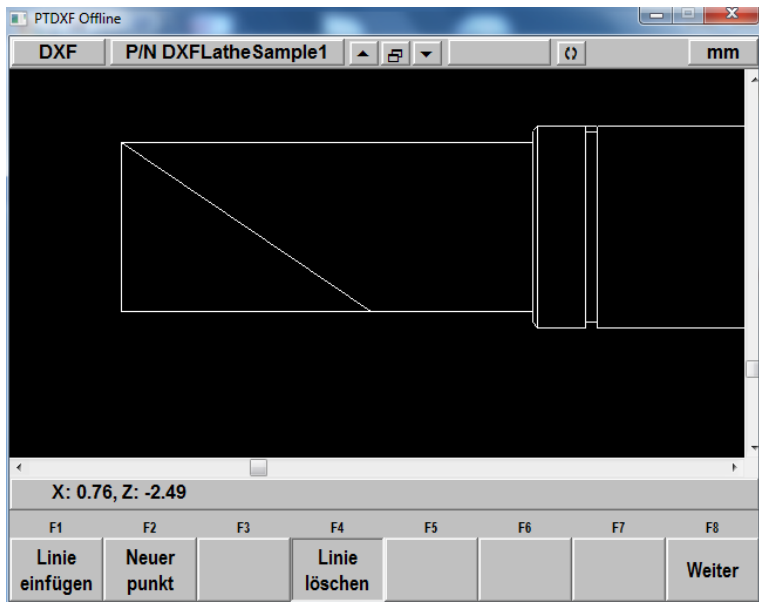 PTDXF Offline
DXF P/N DXFLatheSample1 mm
X: 0.76, Z: -2.49
F1 F2 F3 F4 F5 F6 F7 F8
Linie einfügen
Neuer punkt
Linie löschen
Weiter